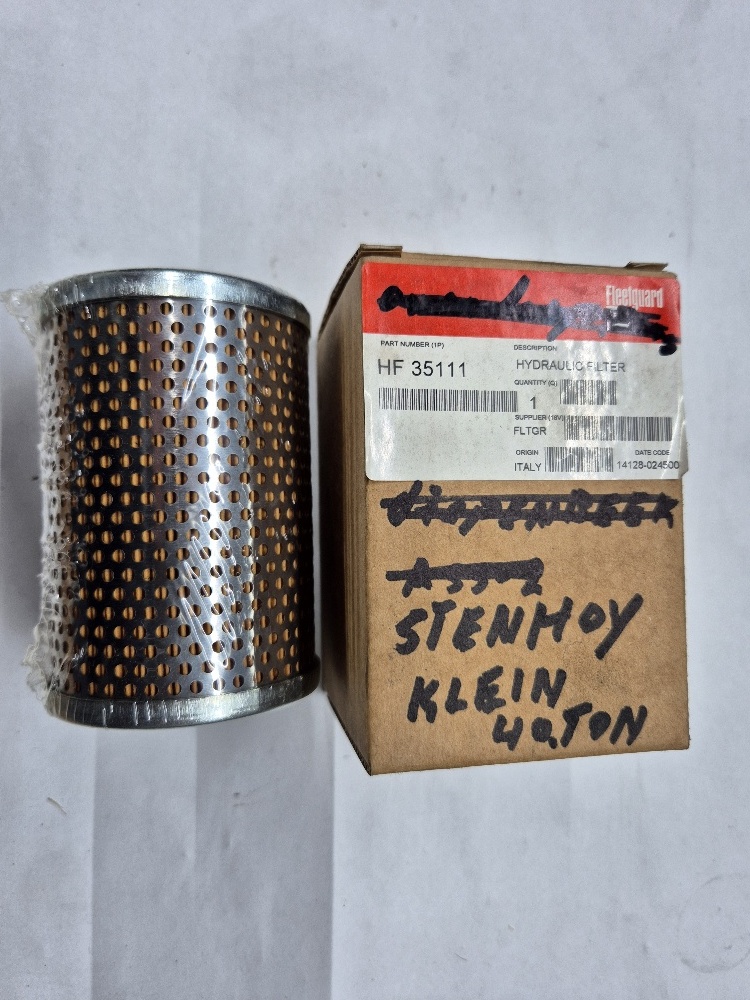 Fleetguard
PART NUMBER (1P)
DESCRIPTION
HF 35111
HYDRAULIC FILTER
QUANTITY (Q)
1
SUPPLIER (18V)
FLTGR
ORIGIN
DATE CODE
ITALY
14128-024500
STENHOY
KLEIN
40.TON